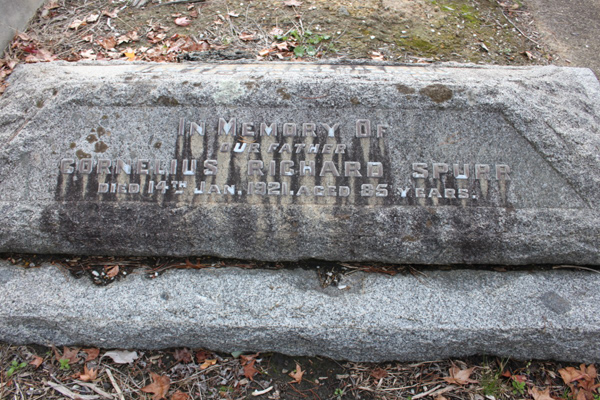 IN MEMORY OF
OUR FATHER
CORNELIUS RICHARD SPURR
DIED 14TH JAN. 1921. AGED 85 YEARS.